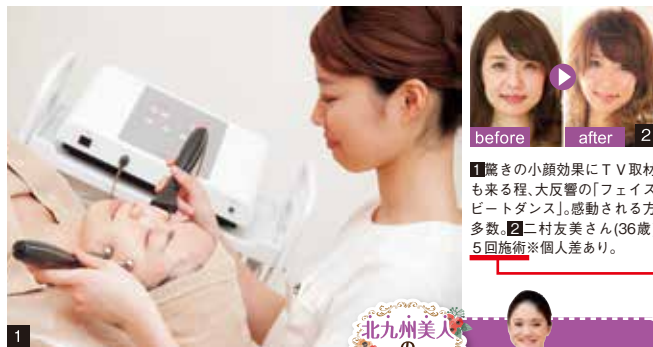 before
after
2
1驚きの小顔効果にTV取材
も来る程、大反響の「フェイス
ビートダンス」。感動される方
多数。2二村友美さん(36歳
5回施術※個人差あり。
1
北九州美人
の